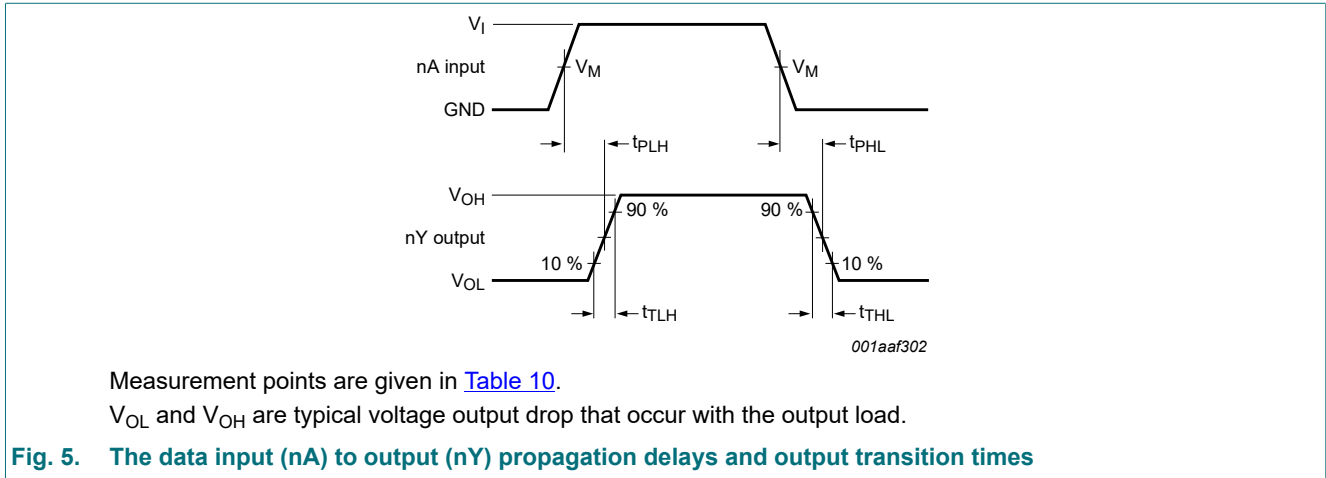 VI
nA input
VM
VM
GND
tPLH
tPHL
VOH
90 %
90 %
nY output
10 %
10 %
VOL
tTLH
tTHL
001aaf302
Measurement points are given in Table 10.
VOL and VOH are typical voltage output drop that occur with the output load.
Fig. 5. The data input (nA) to output (nY) propagation delays and output transition times